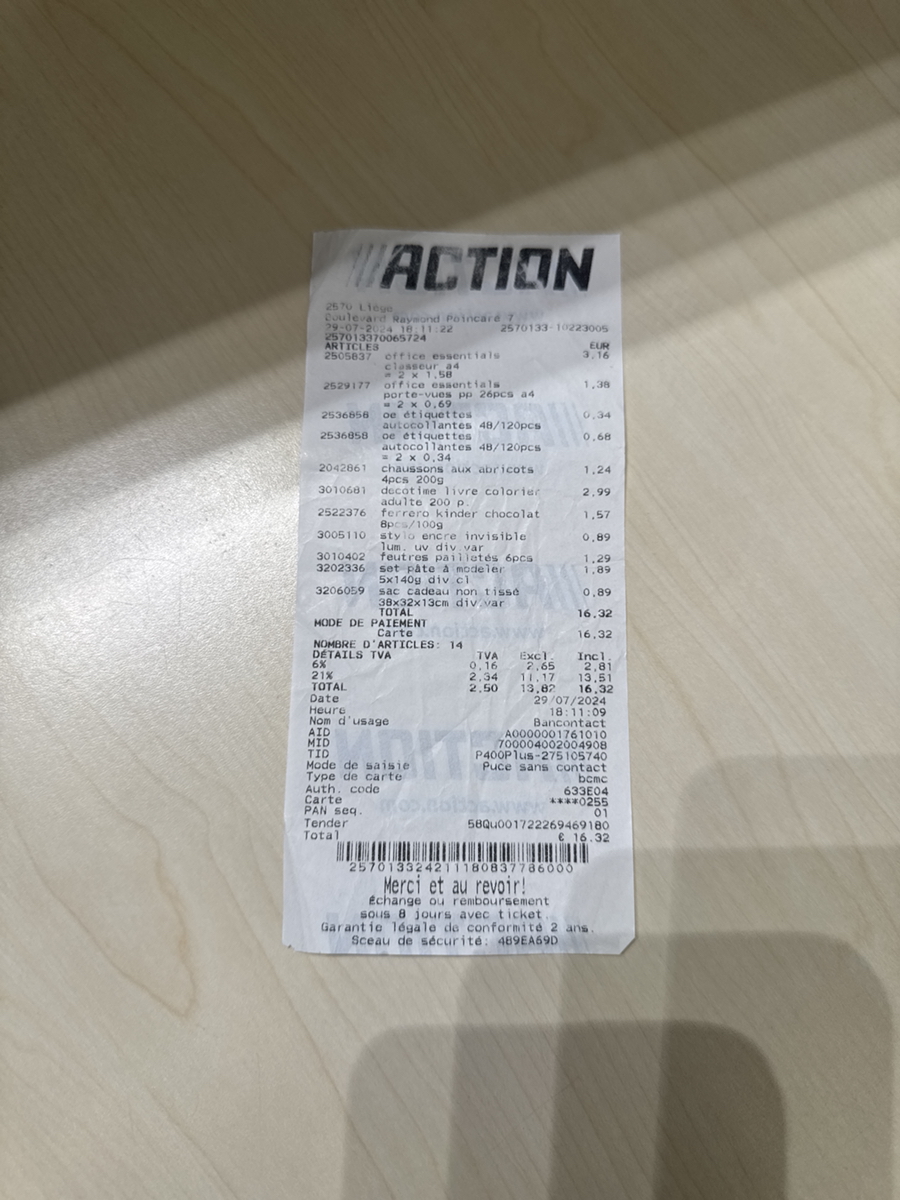 ACTION
2570 Liège
Boulevard Raymond Poincaré 7
29-07-2024 18:11:22 2570133-10223005
257013370065724
ARTICLES EUR
2505837 office essentials 3,16
classeur a4
= 2 x 1,58
2529177 office essentials 1,38
porte-vues pp 26pcs a4
= 2 x 0,69
2536858 oe étiquettes 0,34
autocollantes 48/120pcs
2536858 oe étiquettes 0,68
autocollantes 48/120pcs
= 2 x 0,34
2042861 chaussons aux abricots 1,24
4pcs 200g
3010681 decotime livre colorier 2,99
adulte 200 p.
2522376 ferrero kinder chocolat 1,57
8pcs/100g
3005110 stylo encre invisible 0,89
lum. uv div.var
3010402 feutres pailletés 6pcs 1,29
3202336 set pâte à modeler 1,89
5x140g div.cl
3206059 sac cadeau non tissé 0,89
38x32x13cm div.var
TOTAL 16,32
MODE DE PAIEMENT
Carte 16,32
NOMBRE D'ARTICLES: 14
DÉTAILS TVA TVA Excl. Incl.
6% 0,16 2,65 2,81
21% 2,34 11,17 13,51
TOTAL 2,50 13,82 16,32
Date 29/07/2024
Heure 18:11:09
Nom d'usage Bancontact
AID A0000001761010
MID 700004002004908
TID P400Plus-275105740
Mode de saisie Puce sans contact
Type de carte bcmc
Auth. code 633E04
Carte ****0255
PAN seq. 01
Tender 58Qu001722269469180
Total € 16.32
2570133242111808377 86000
Merci et au revoir!
Échange ou remboursement
sous 8 jours avec ticket.
Garantie légale de conformité 2 ans.
Sceau de sécurité: 4B9EA69D